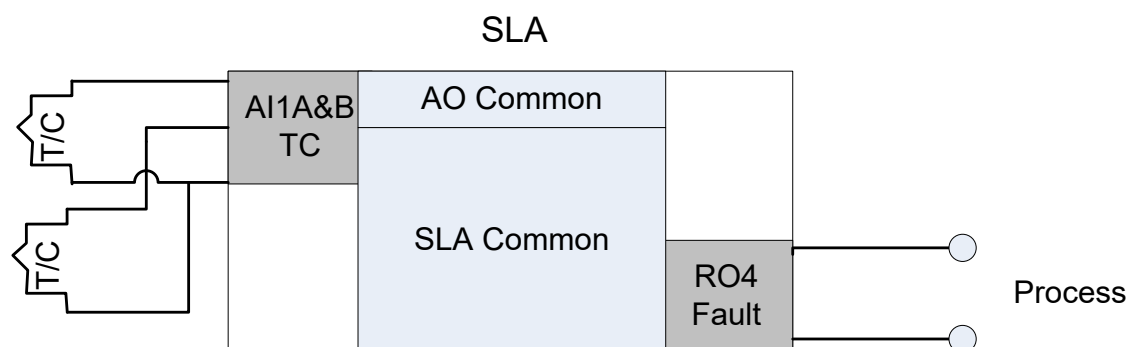 SLA
AI1A&B
TC
AO Common
T/C
T/C
SLA Common
RO4
Fault
Process